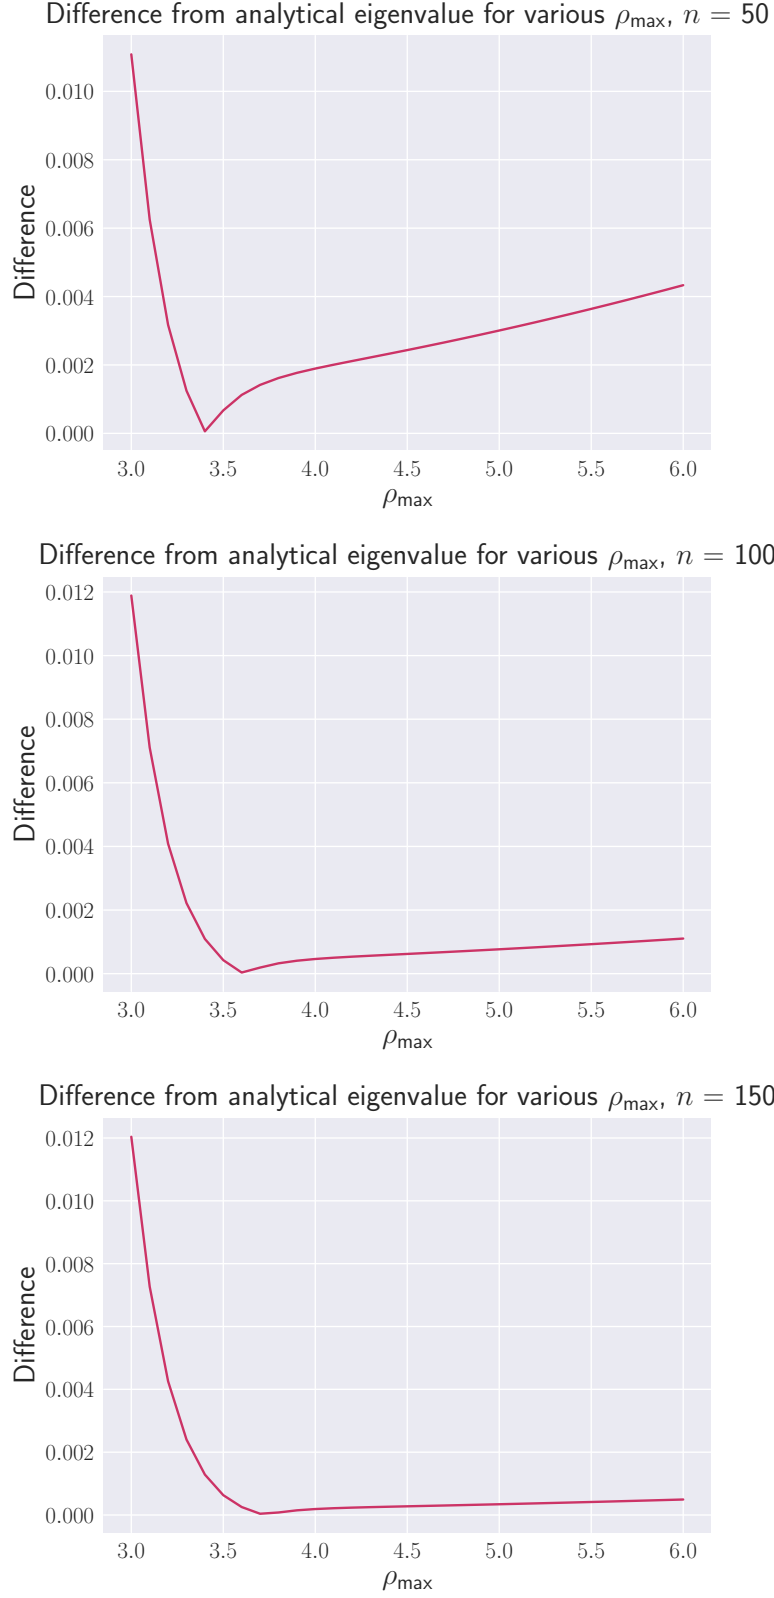 Difference from analytical eigenvalue for various ρmax, n = 50
0.010
0.008
0.006
0.004
0.002
0.000
Difference
3.0 3.5 4.0 4.5 5.0 5.5 6.0
ρmax
Difference from analytical eigenvalue for various ρmax, n = 100
0.012
0.010
0.008
0.006
0.004
0.002
0.000
Difference
3.0 3.5 4.0 4.5 5.0 5.5 6.0
ρmax
Difference from analytical eigenvalue for various ρmax, n = 150
0.012
0.010
0.008
0.006
0.004
0.002
0.000
Difference
3.0 3.5 4.0 4.5 5.0 5.5 6.0
ρmax